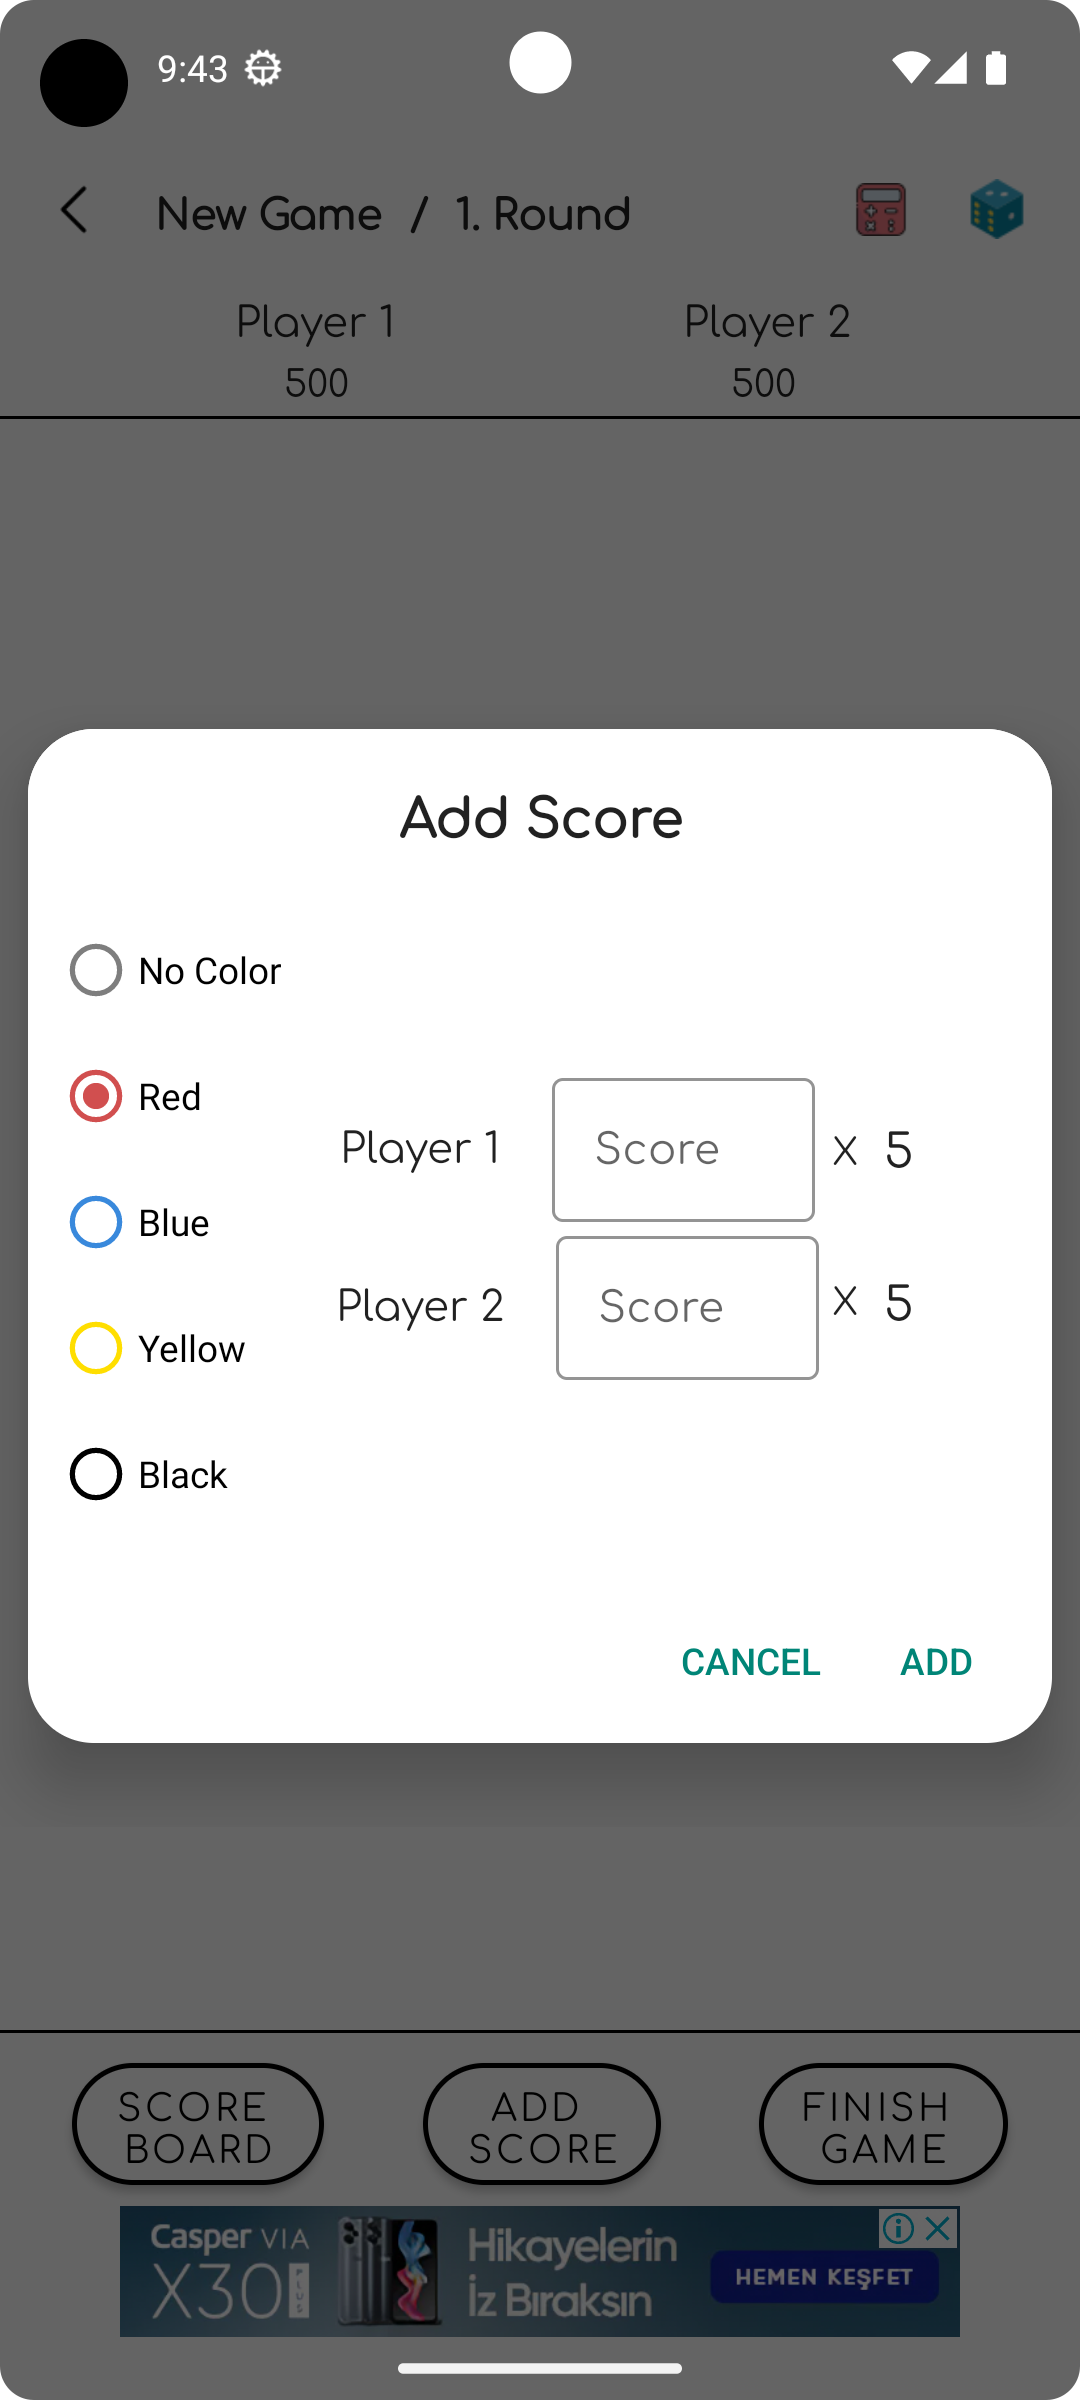 9:43
New Game / 1. Round
Player 1
Player 2
500
500
Add Score
No Color
Red
Blue
Yellow
Black
Player 1
Score
X 5
Player 2
Score
X 5
CANCEL
ADD
SCORE
BOARD
ADD
SCORE
FINISH
GAME
Casper VIA
X30
PLUS
Hikayelerin
İz Bıraksın
HEMEN KEŞFET